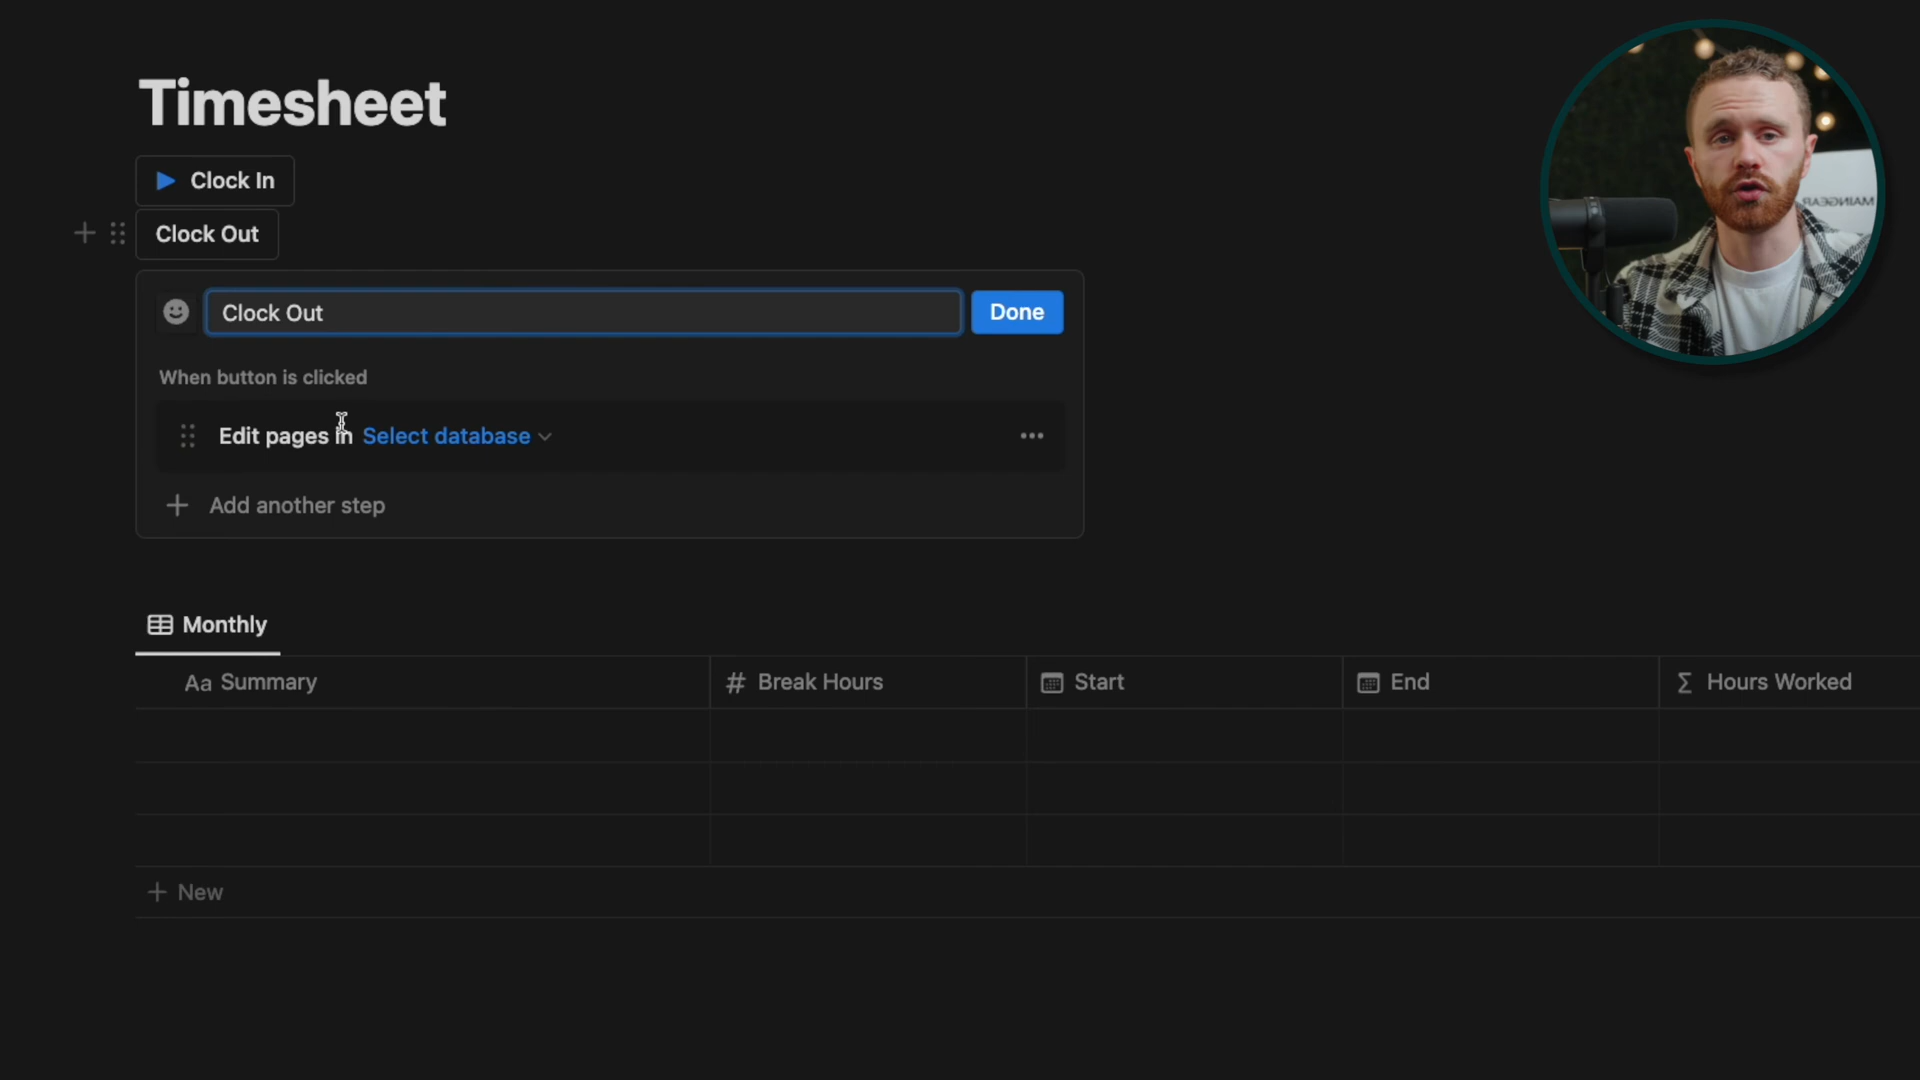 Timesheet
Clock In
Clock Out
Clock Out
Done
When button is clicked
Edit pages in Select database
Add another step
Monthly
Aa Summary # Break Hours Start End Σ Hours Worked
+ New
MAINGEAR